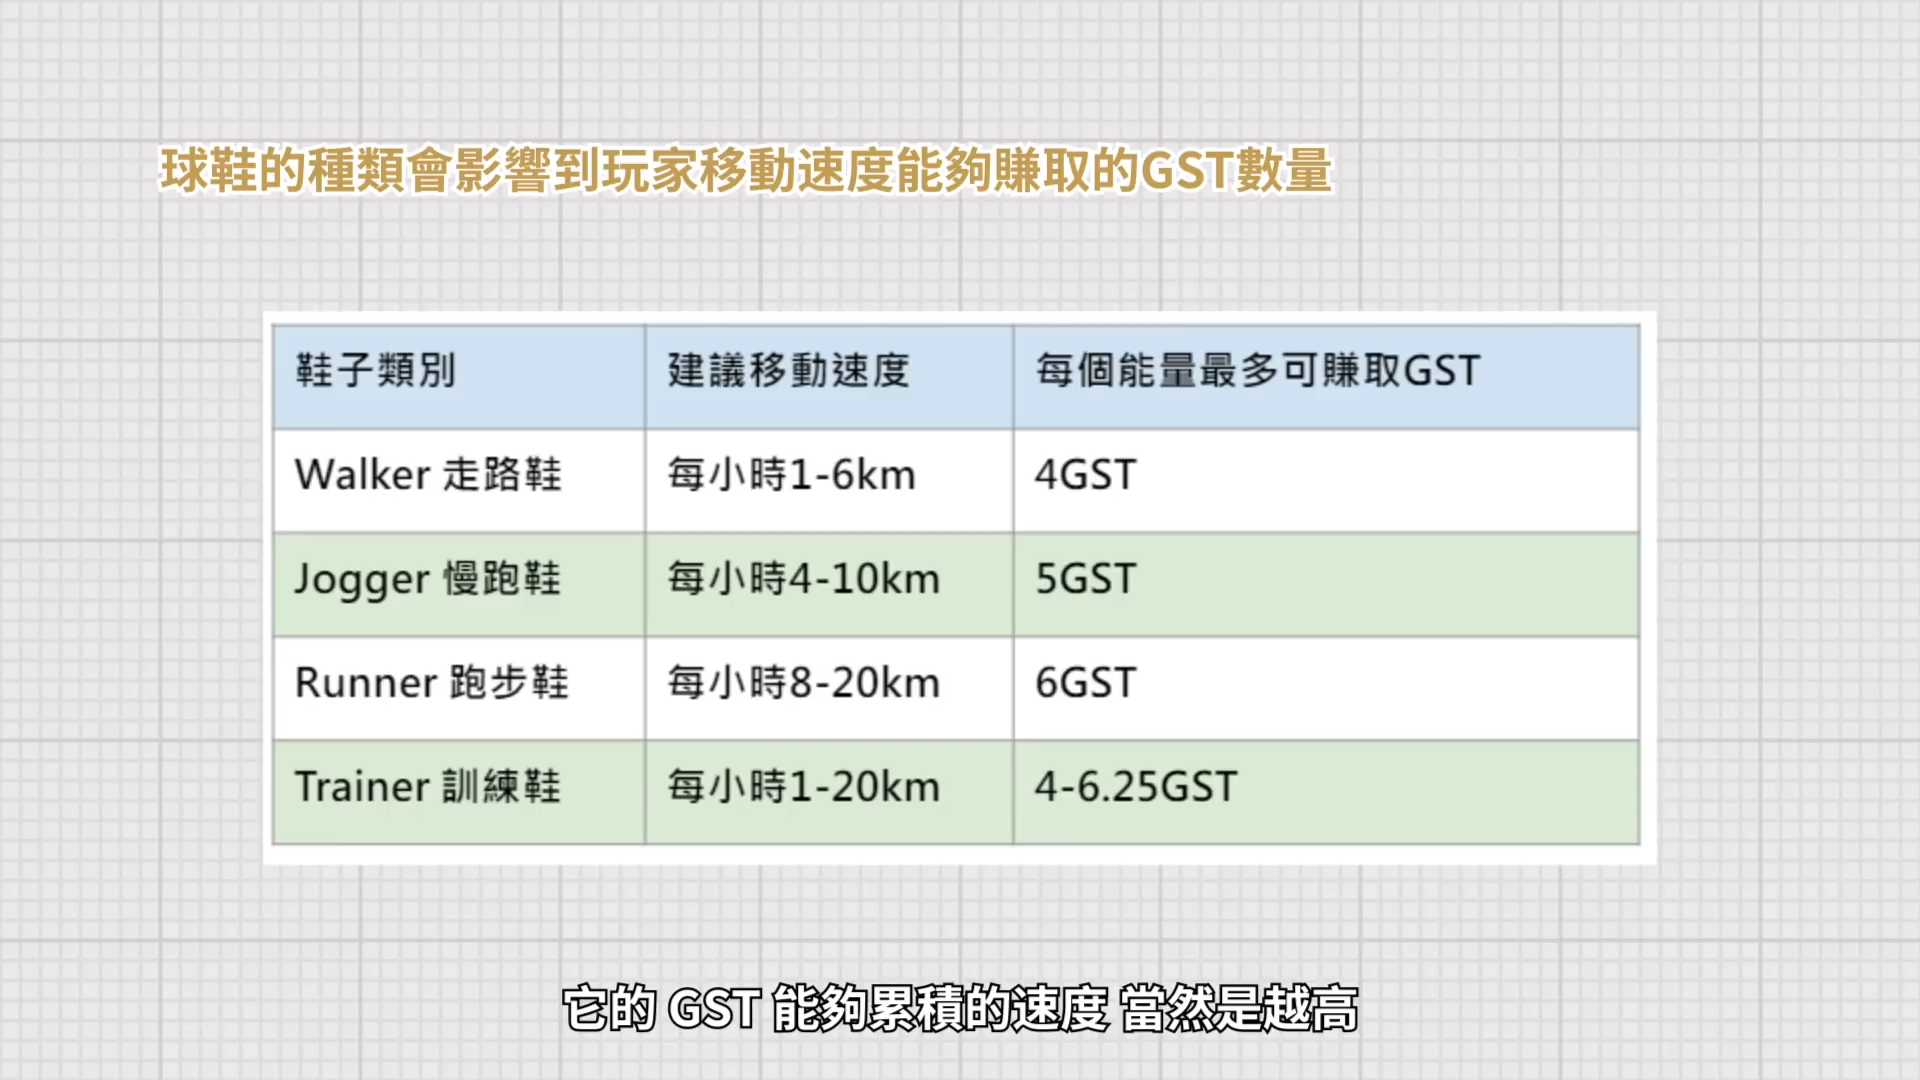 球鞋的種類會影響到玩家移動速度能夠賺取的GST數量
鞋子類別 建議移動速度 每個能量最多可賺取GST
Walker 走路鞋 每小時1-6km 4GST
Jogger 慢跑鞋 每小時4-10km 5GST
Runner 跑步鞋 每小時8-20km 6GST
Trainer 訓練鞋 每小時1-20km 4-6.25GST
它的 GST 能夠累積的速度 當然是越高